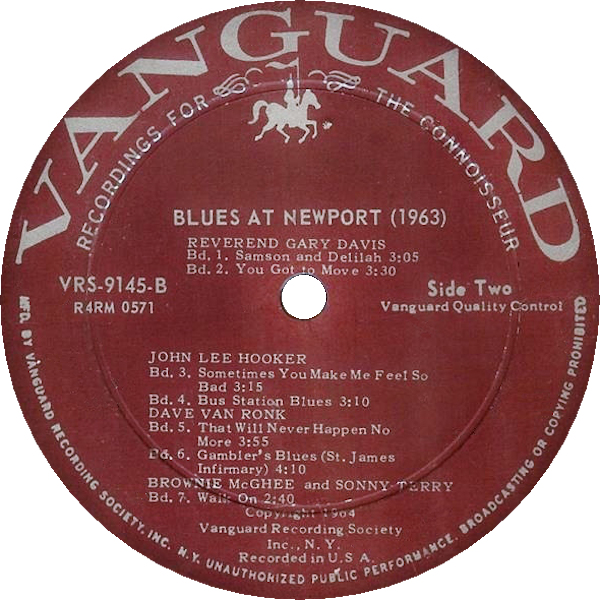 VANGUARD
RECORDINGS FOR THE CONNOISSEUR
BLUES AT NEWPORT (1963)
REVEREND GARY DAVIS
Bd. 1. Samson and Delilah 3:05
Bd. 2. You Got to Move 3:30
VRS-9145-B
R4RM 0571
Side Two
Vanguard Quality Control
JOHN LEE HOOKER
Bd. 3. Sometimes You Make Me Feel So
Bad 3:15
Bd. 4. Bus Station Blues 3:10
DAVE VAN RONK
Bd. 5. That Will Never Happen No
More 3:55
Bd. 6. Gambler's Blues (St. James
Infirmary) 4:10
BROWNIE McGHEE and SONNY TERRY
Bd. 7. Walk On 2:40
Copyright 1964
Vanguard Recording Society
Inc., N. Y.
Recorded in U. S. A.
MFD. BY VANGUARD RECORDING SOCIETY, INC. N.Y. UNAUTHORIZED PUBLIC PERFORMANCE, BROADCASTING OR COPYING PROHIBITED